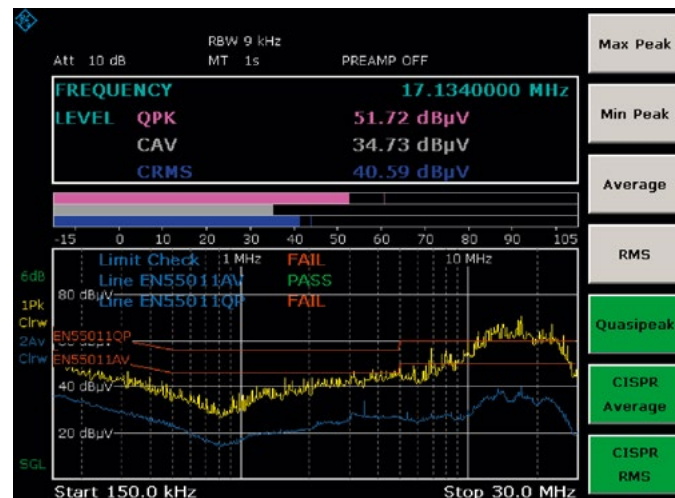 RBW 9 kHz
Att 10 dB MT 1s PREAMP OFF
FREQUENCY 17.1340000 MHz
LEVEL QPK 51.72 dBµV
CAV 34.73 dBµV
CRMS 40.59 dBµV
-15 0 10 20 30 40 50 60 70 80 90 105
Limit Check 1 MHz FAIL 10 MHz
Line EN55011AV PASS
Line EN55011QP FAIL
6dB
80 dBµV
1Pk
Clrw
2Av
Clrw
EN55011QP
EN55011AV
40 dBµV
20 dBµV
SGL
Start 150.0 kHz Stop 30.0 MHz
Max Peak
Min Peak
Average
RMS
Quasipeak
CISPR
Average
CISPR
RMS